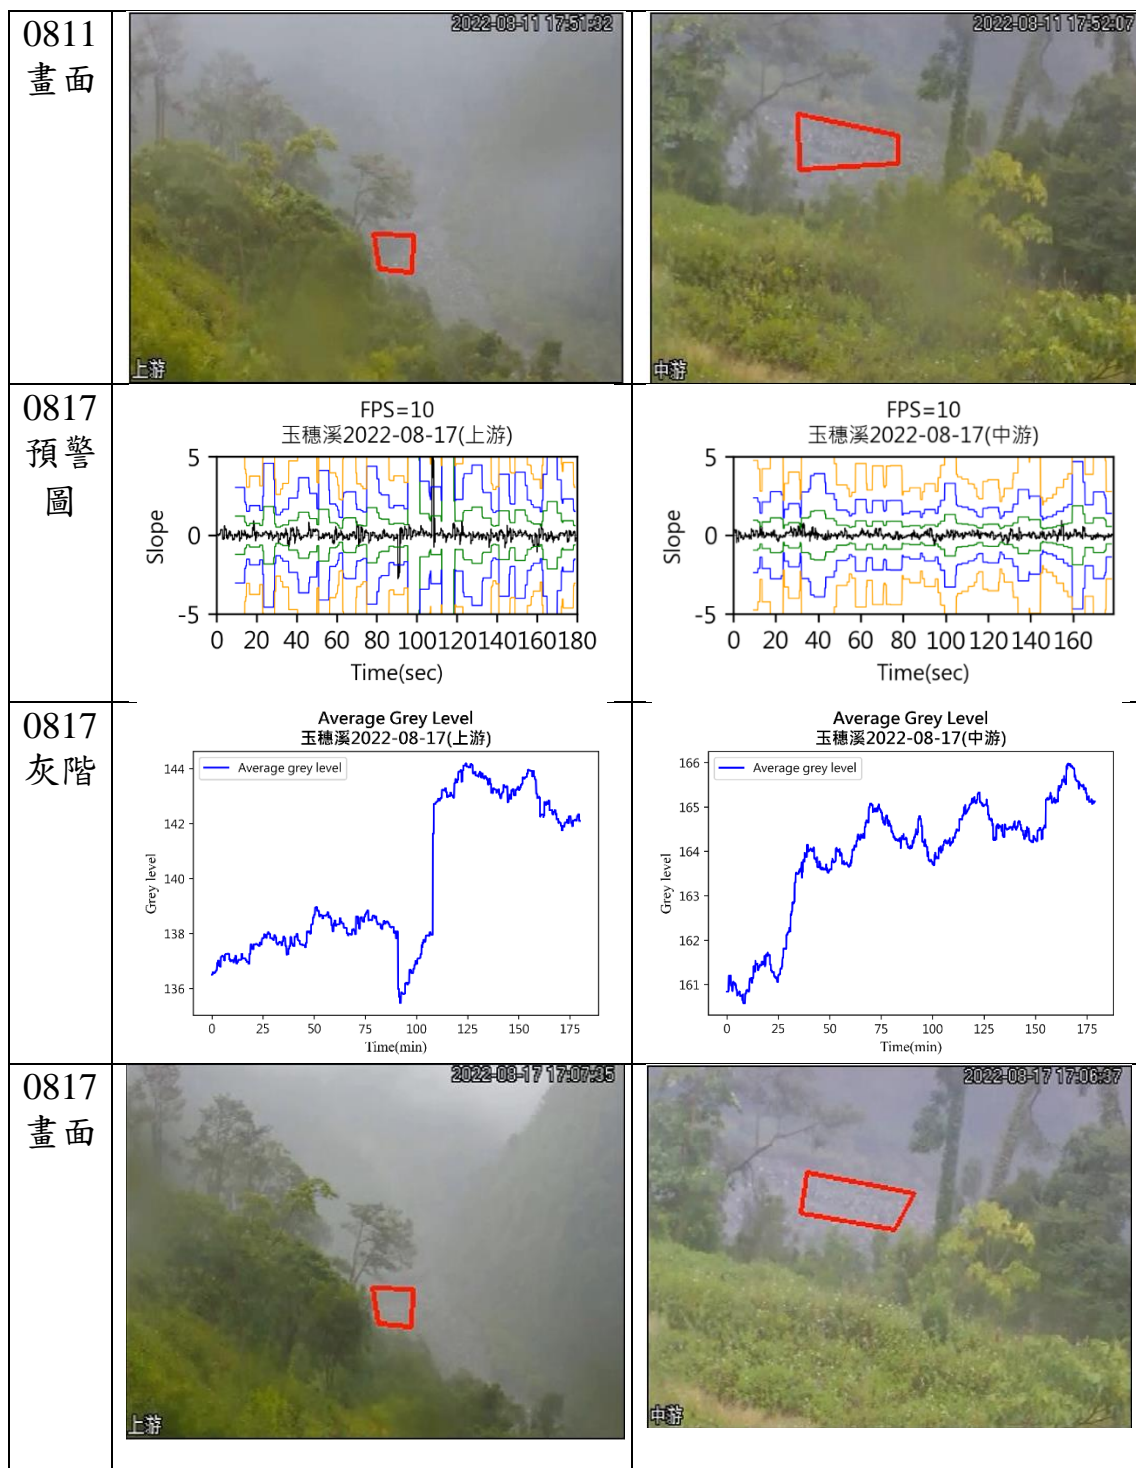 0811
畫面
2022-08-11 17:51:32
上游
2022-08-11 17:52:07
中游
0817
預警
圖
FPS=10
玉穗溪2022-08-17(上游)
5
0
-5
Slope
0 20 40 60 80 100120140160180
Time(sec)
FPS=10
玉穗溪2022-08-17(中游)
5
0
-5
Slope
0 20 40 60 80 100120140160
Time(sec)
0817
灰階
Average Grey Level
玉穗溪2022-08-17(上游)
Average grey level
144
142
140
138
136
Grey level
0 25 50 75 100 125 150 175
Time(min)
Average Grey Level
玉穗溪2022-08-17(中游)
Average grey level
166
165
164
163
162
161
Grey level
0 25 50 75 100 125 150 175
Time(min)
0817
畫面
2022-08-17 17:07:35
上游
2022-08-17 17:06:37
中游